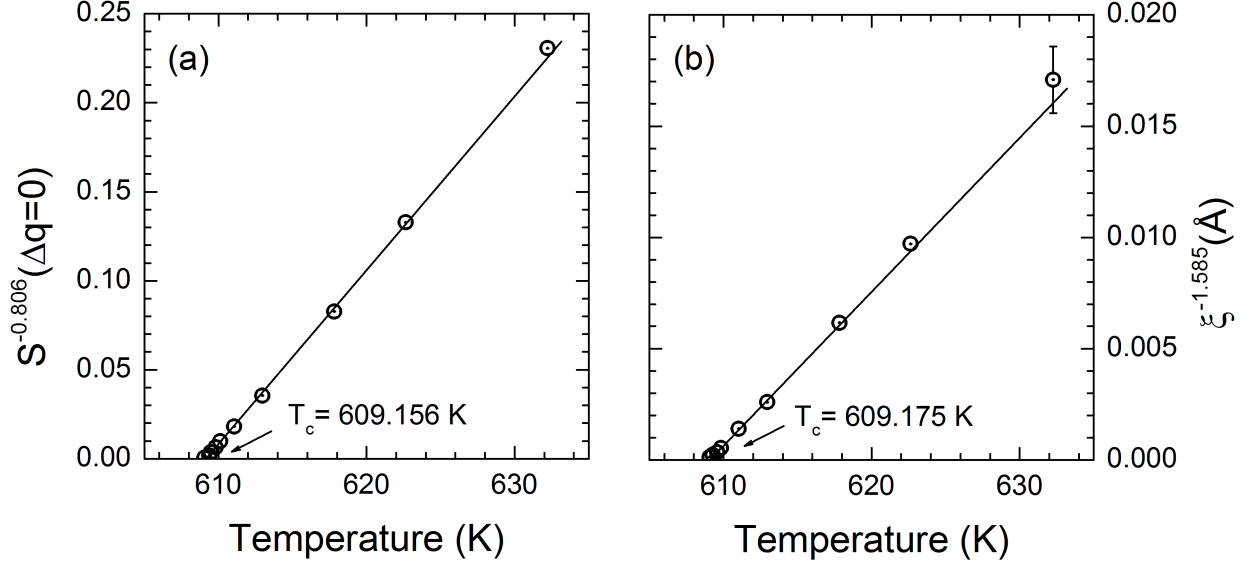 (a)
0.25
0.20
0.15
0.10
0.05
0.00
S^-0.806(Δq=0)
T_c= 609.156 K
610 620 630
Temperature (K)
(b)
0.020
0.015
0.010
0.005
0.000
ξ^-1.585(Å)
T_c= 609.175 K
610 620 630
Temperature (K)